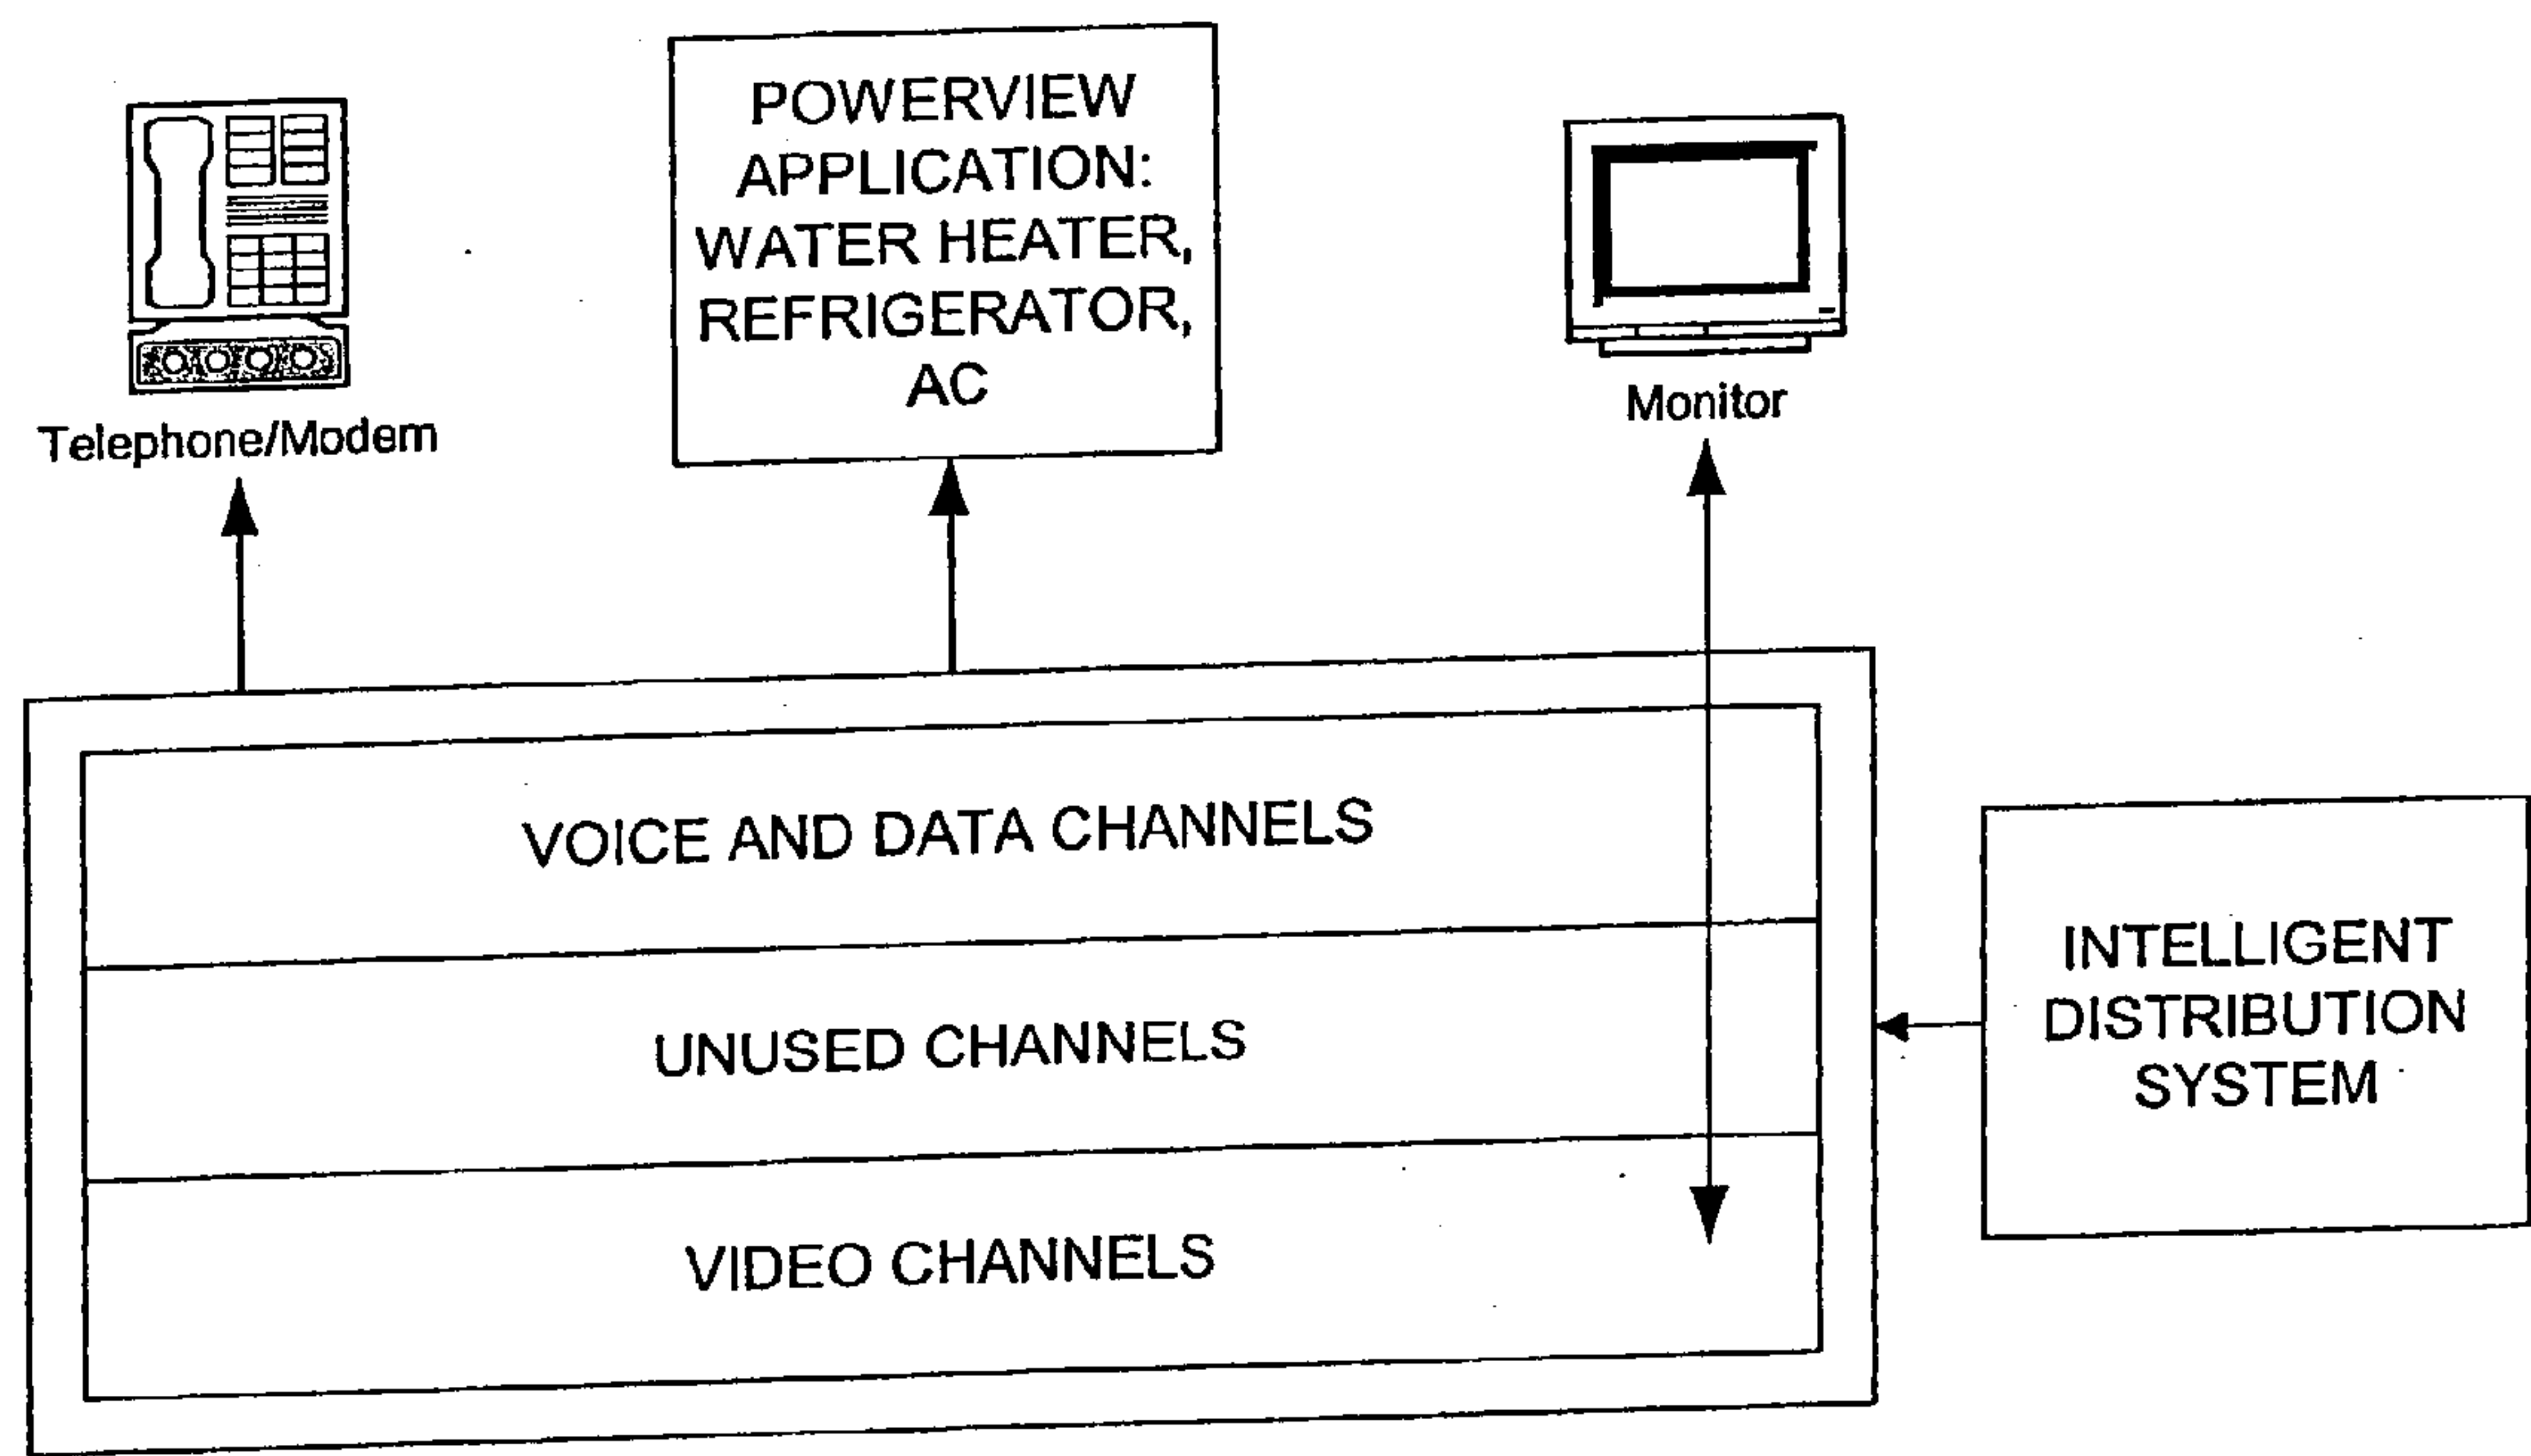 POWERVIEW
APPLICATION:
WATER HEATER,
REFRIGERATOR,
AC
Telephone/Modem
Monitor
VOICE AND DATA CHANNELS
UNUSED CHANNELS
VIDEO CHANNELS
INTELLIGENT
DISTRIBUTION
SYSTEM